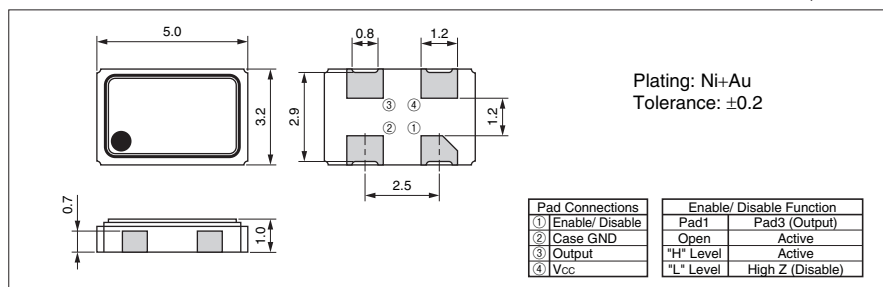 5.0
3.2
0.7
1.0
0.8
1.2
2.9
③ ④
② ①
1.2
2.5
Plating: Ni+Au
Tolerance: ±0.2
Pad Connections
① Enable/ Disable
② Case GND
③ Output
④ Vcc
Enable/ Disable Function
Pad1 Pad3 (Output)
Open Active
"H" Level Active
"L" Level High Z (Disable)